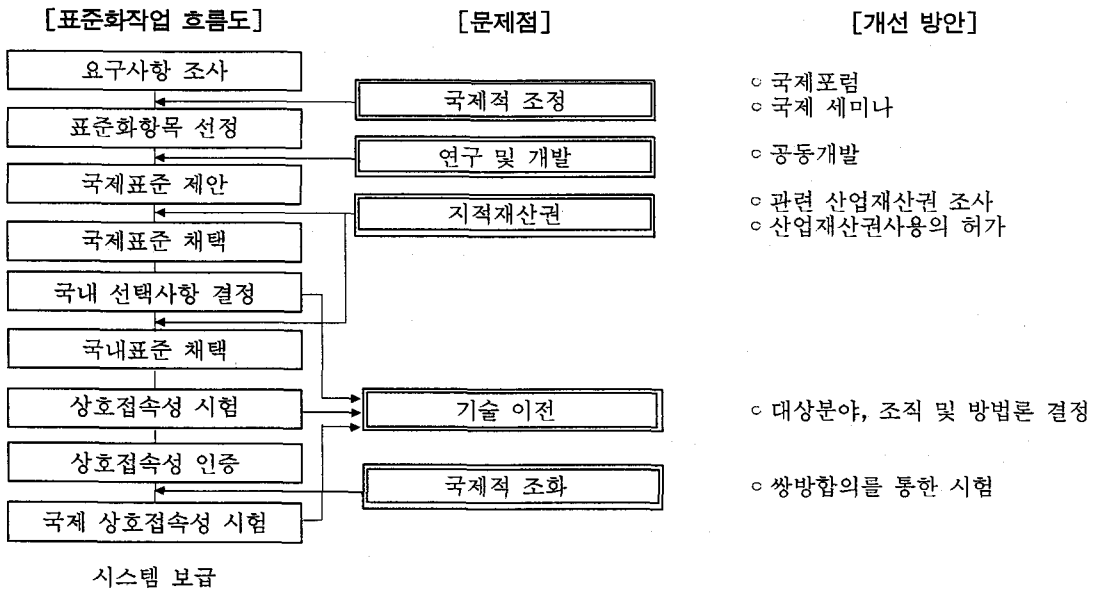 [표준화작업 흐름도]
[문제점]
[개선 방안]
요구사항 조사
표준화항목 선정
국제표준 제안
국제표준 채택
국내 선택사항 결정
국내표준 채택
상호접속성 시험
상호접속성 인증
국제 상호접속성 시험
시스템 보급
국제적 조정
연구 및 개발
지적재산권
기술 이전
국제적 조화
○ 국제포럼
○ 국제 세미나
○ 공동개발
○ 관련 산업재산권 조사
○ 산업재산권사용의 허가
○ 대상분야, 조직 및 방법론 결정
○ 쌍방합의를 통한 시험